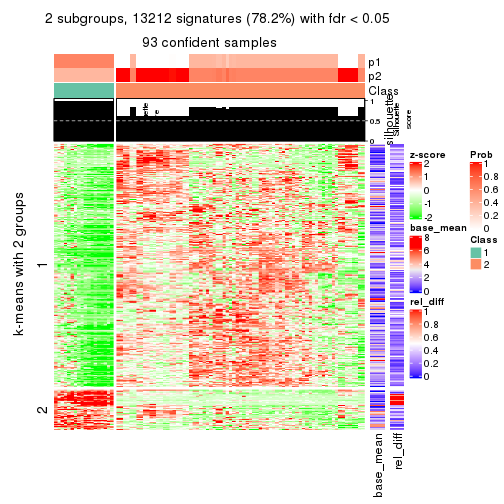 2 subgroups, 13212 signatures (78.2%) with fdr < 0.05
93 confident samples
p1
p2
Class
1
0.5
0
silhouette
Silhouette
score
k-means with 2 groups
1
2
base_mean
rel_diff
z-score
2
1
0
-1
-2
base_mean
8
6
4
2
0
rel_diff
1
0.8
0.6
0.4
0.2
0
Prob
1
0.8
0.6
0.4
0.2
0
Class
1
2